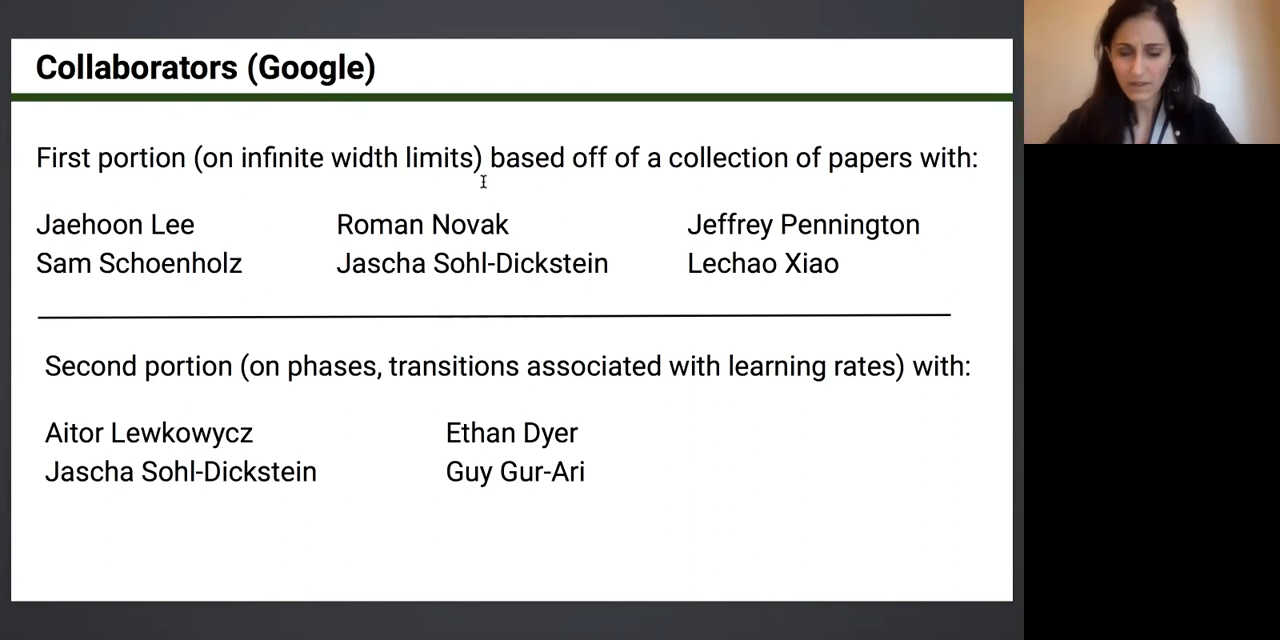 Collaborators (Google)
First portion (on infinite width limits) based off of a collection of papers with:
Jaehoon Lee Roman Novak Jeffrey Pennington
Sam Schoenholz Jascha Sohl-Dickstein Lechao Xiao
Second portion (on phases, transitions associated with learning rates) with:
Aitor Lewkowycz Ethan Dyer
Jascha Sohl-Dickstein Guy Gur-Ari